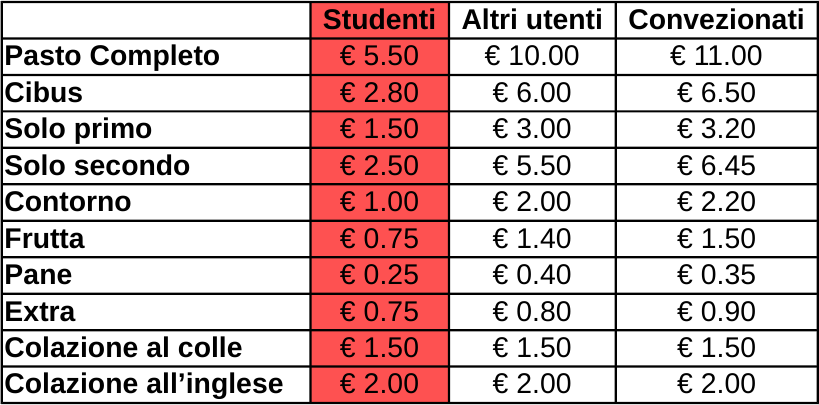 Studenti Altri utenti Convezionati
Pasto Completo € 5.50 € 10.00 € 11.00
Cibus € 2.80 € 6.00 € 6.50
Solo primo € 1.50 € 3.00 € 3.20
Solo secondo € 2.50 € 5.50 € 6.45
Contorno € 1.00 € 2.00 € 2.20
Frutta € 0.75 € 1.40 € 1.50
Pane € 0.25 € 0.40 € 0.35
Extra € 0.75 € 0.80 € 0.90
Colazione al colle € 1.50 € 1.50 € 1.50
Colazione all’inglese € 2.00 € 2.00 € 2.00